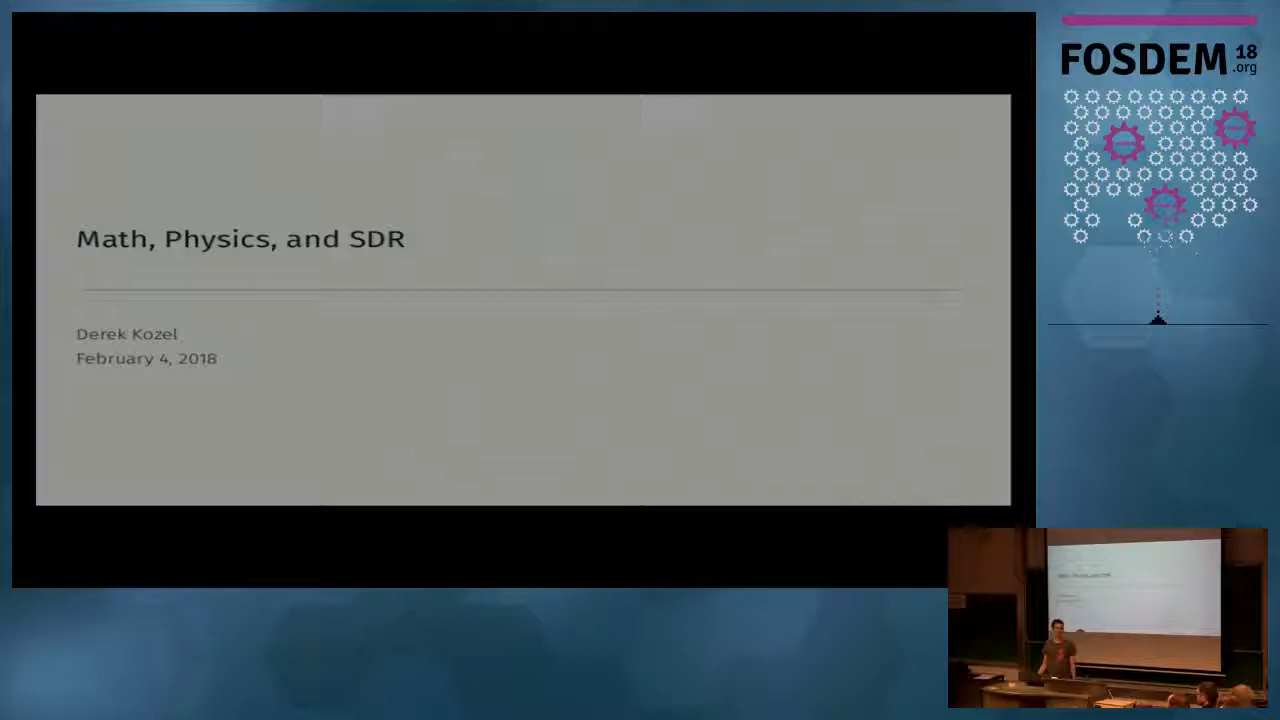 Math, Physics, and SDR
Derek Kozel
February 4, 2018
FOSDEM 18
.org